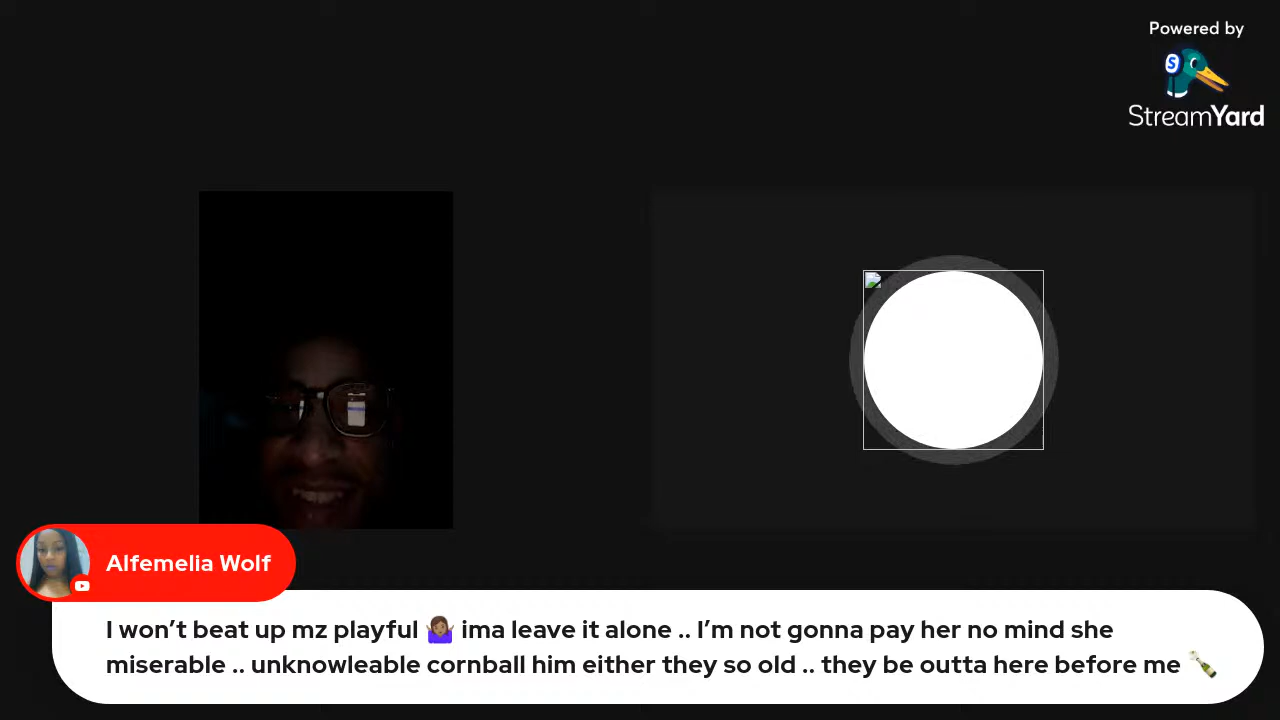 Powered by
S
StreamYard
Alfemelia Wolf
I won’t beat up mz playful 🤷🏽‍♀️ ima leave it alone .. I’m not gonna pay her no mind she
miserable .. unknowleable cornball him either they so old .. they be outta here before me 🍾